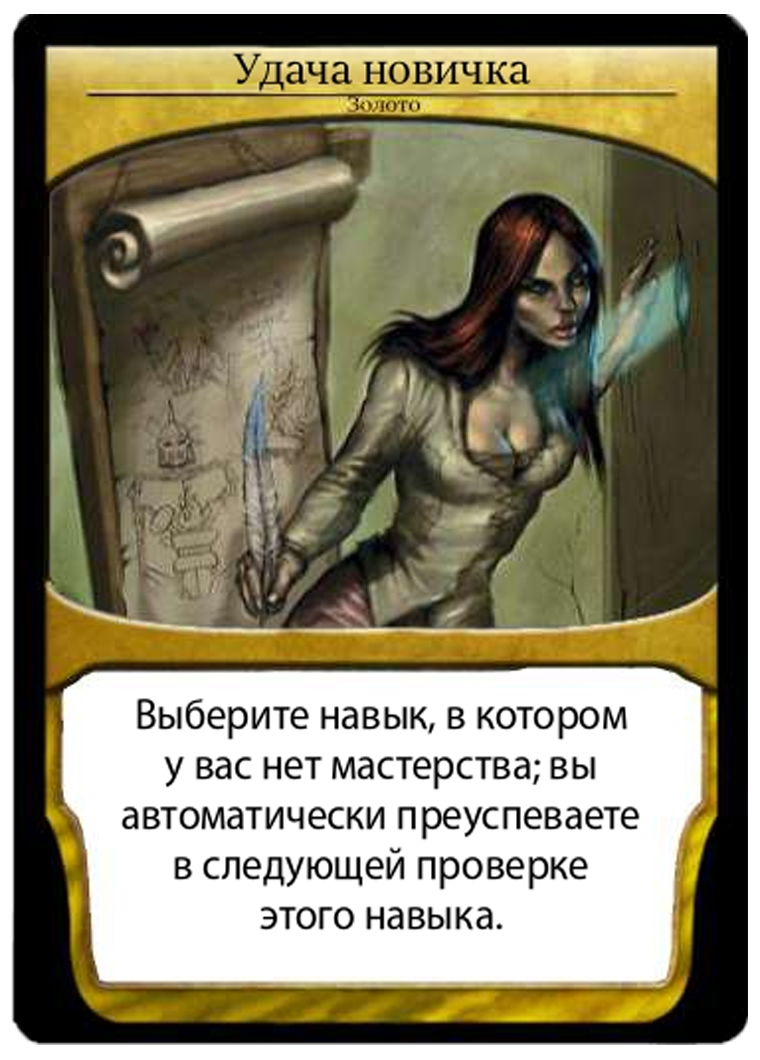 Удача новичка
Золото
Выберите навык, в котором
у вас нет мастерства; вы
автоматически преуспеваете
в следующей проверке
этого навыка.